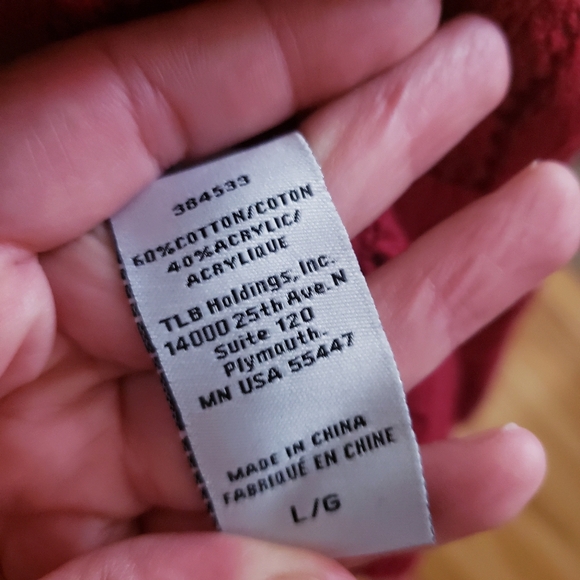 384533
60%COTTON/COTON
40%ACRYLIC/
ACRYLIQUE
TLB Holdings, Inc.
14000 25th Ave. N
Suite 120
Plymouth.
MN USA 55447
MADE IN CHINA
FABRIQUÉ EN CHINE
L/G